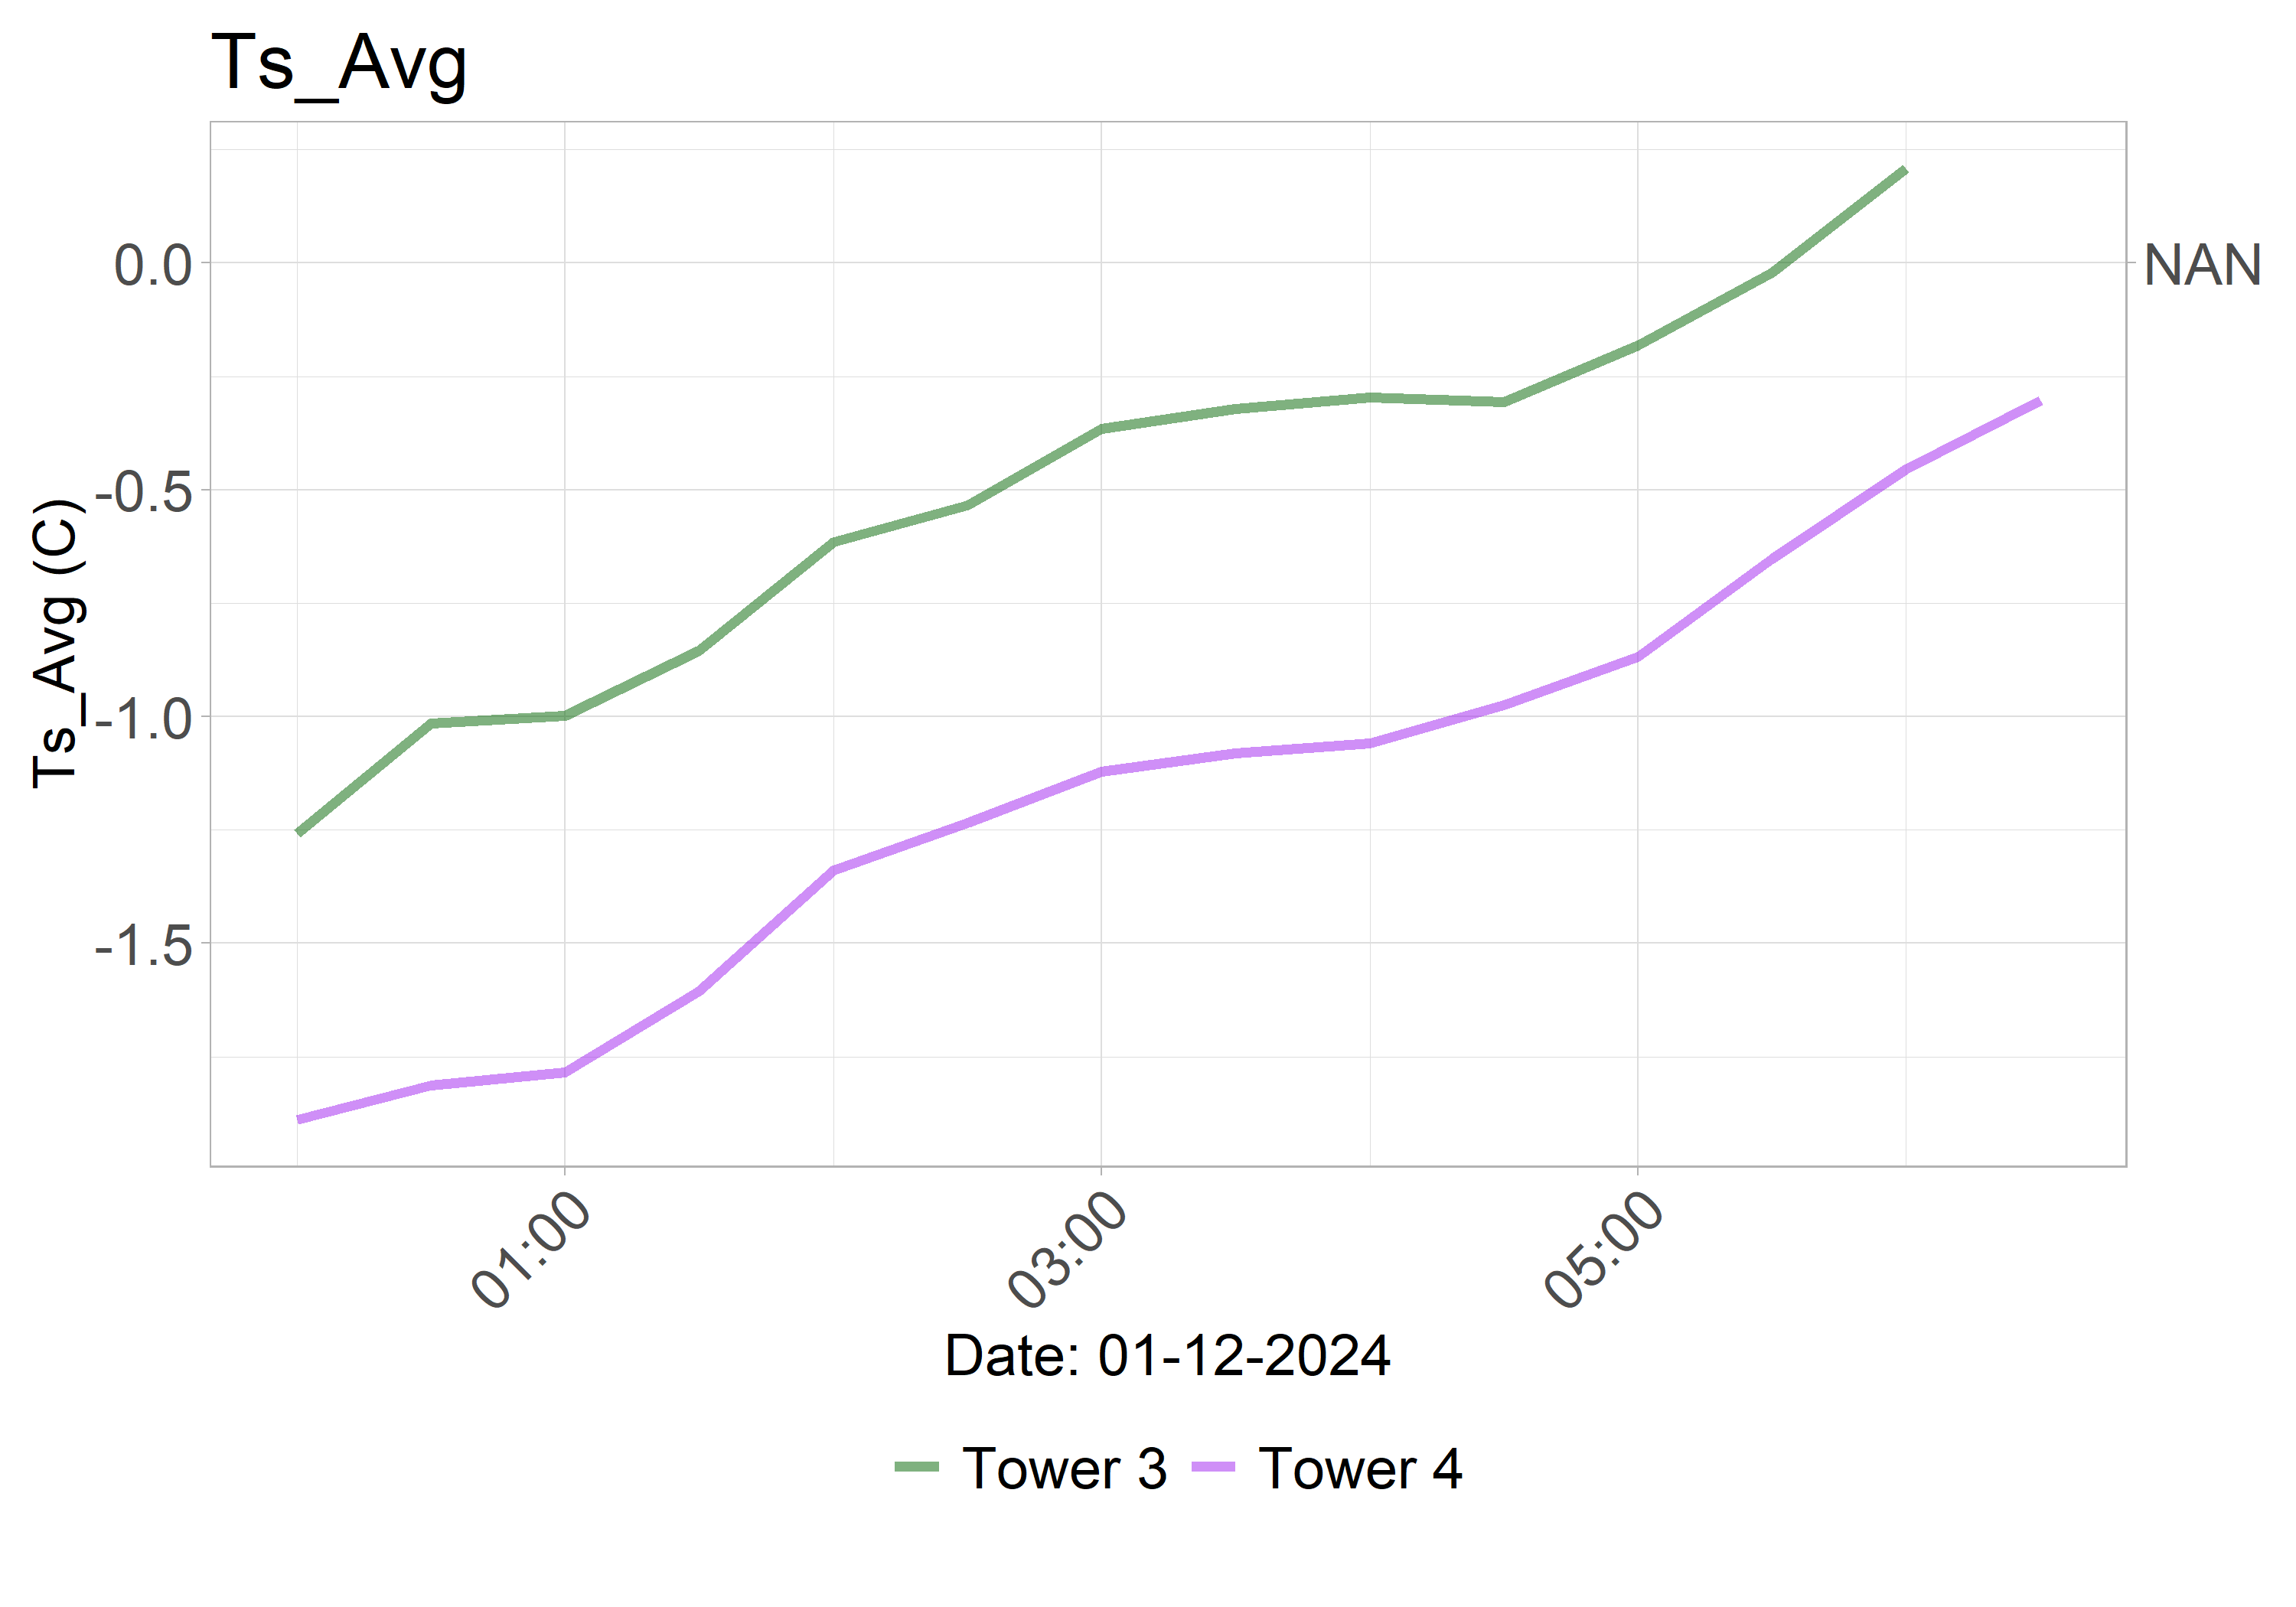 Ts_Avg
Ts_Avg (C)
0.0
-0.5
-1.0
-1.5
NAN
01:00
03:00
05:00
Date: 01-12-2024
Tower 3
Tower 4